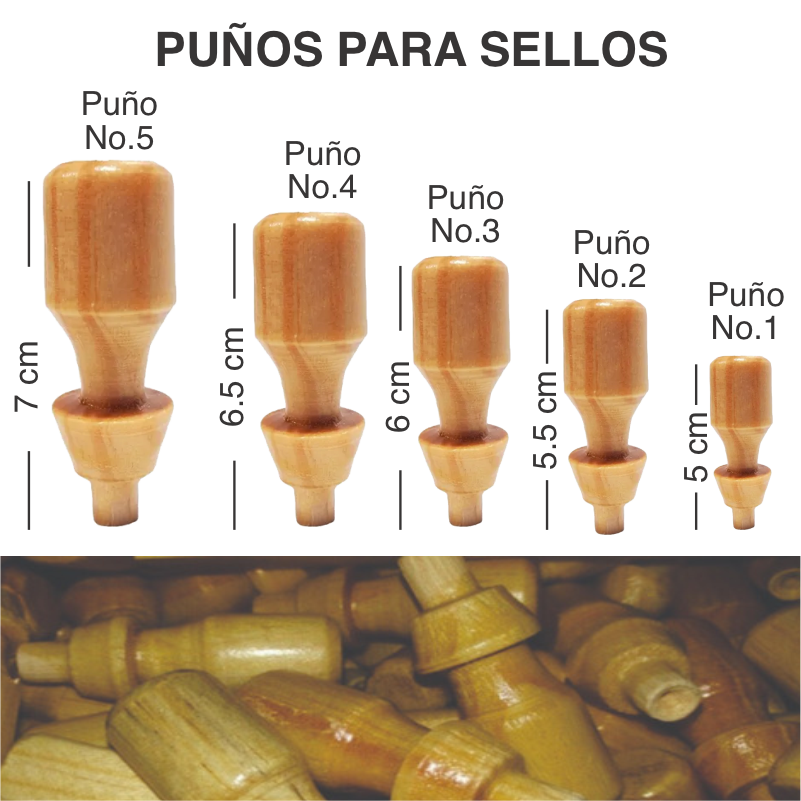 PUÑOS PARA SELLOS
Puño
No.5
Puño
No.4
Puño
No.3
Puño
No.2
Puño
No.1
7 cm
6.5 cm
6 cm
5.5 cm
5 cm